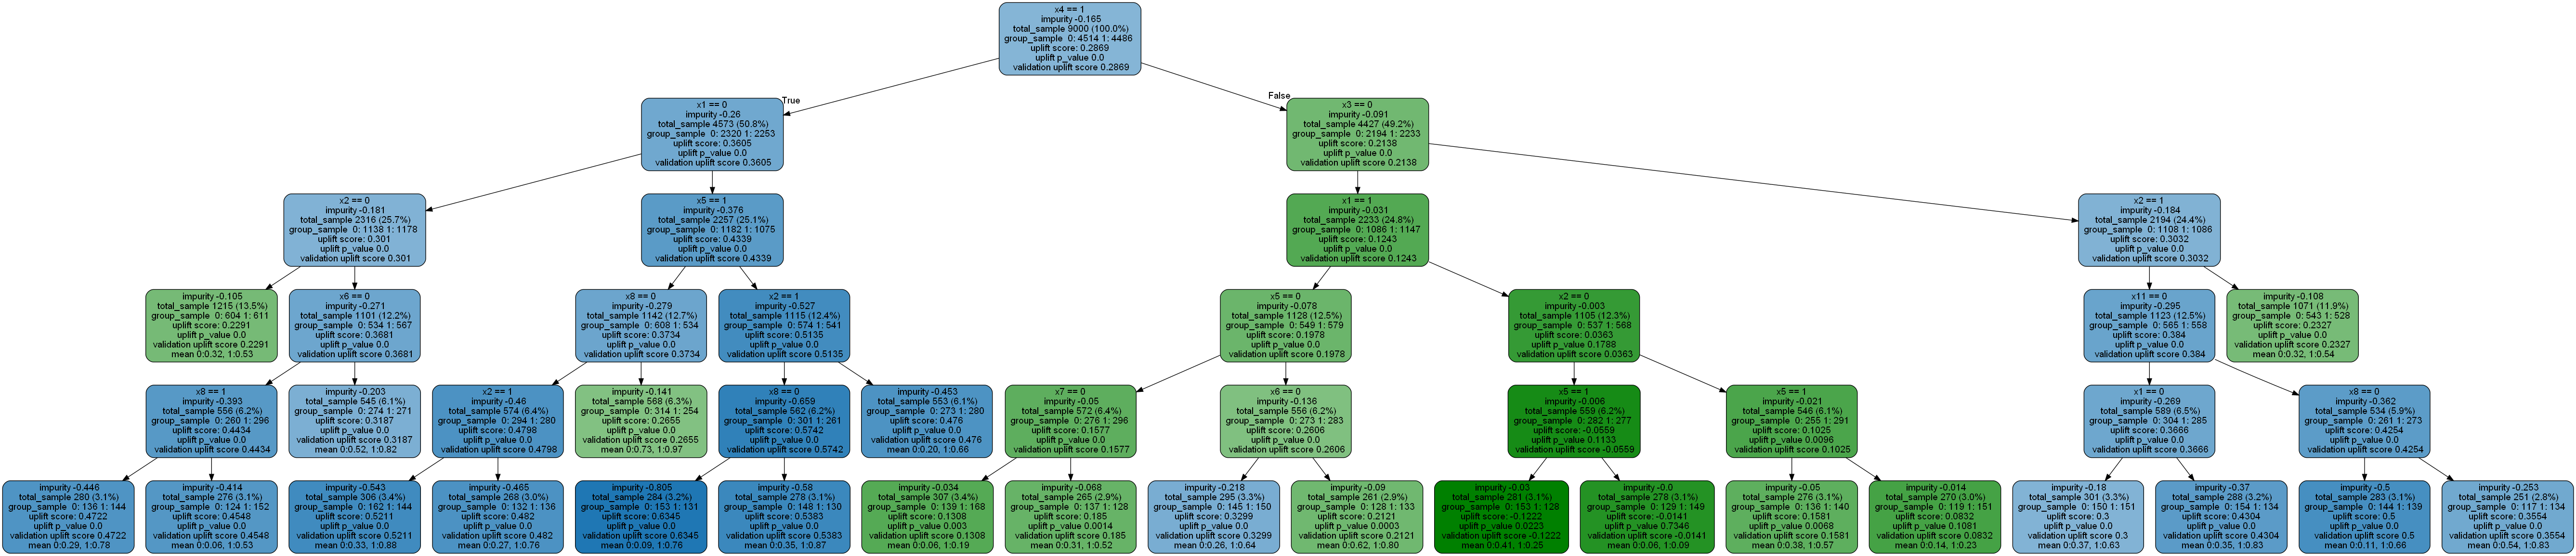 x4 == 1
impurity -0.165
total_sample 9000 (100.0%)
group_sample 0: 4514 1: 4486
uplift score: 0.2869
uplift p_value 0.0
validation uplift score 0.2869
True
False
x1 == 0
impurity -0.26
total_sample 4573 (50.8%)
group_sample 0: 2320 1: 2253
uplift score: 0.3605
uplift p_value 0.0
validation uplift score 0.3605
x3 == 0
impurity -0.091
total_sample 4427 (49.2%)
group_sample 0: 2194 1: 2233
uplift score: 0.2138
uplift p_value 0.0
validation uplift score 0.2138
x2 == 0
impurity -0.181
total_sample 2316 (25.7%)
group_sample 0: 1138 1: 1178
uplift score: 0.301
uplift p_value 0.0
validation uplift score 0.301
x5 == 1
impurity -0.376
total_sample 2257 (25.1%)
group_sample 0: 1182 1: 1075
uplift score: 0.4339
uplift p_value 0.0
validation uplift score 0.4339
x1 == 1
impurity -0.031
total_sample 2233 (24.8%)
group_sample 0: 1086 1: 1147
uplift score: 0.1243
uplift p_value 0.0
validation uplift score 0.1243
x2 == 1
impurity -0.184
total_sample 2194 (24.4%)
group_sample 0: 1108 1: 1086
uplift score: 0.3032
uplift p_value 0.0
validation uplift score 0.3032
impurity -0.105
total_sample 1215 (13.5%)
group_sample 0: 604 1: 611
uplift score: 0.2291
uplift p_value 0.0
validation uplift score 0.2291
mean 0:0.32, 1:0.53
x6 == 0
impurity -0.271
total_sample 1101 (12.2%)
group_sample 0: 534 1: 567
uplift score: 0.3681
uplift p_value 0.0
validation uplift score 0.3681
x8 == 0
impurity -0.279
total_sample 1142 (12.7%)
group_sample 0: 608 1: 534
uplift score: 0.3734
uplift p_value 0.0
validation uplift score 0.3734
x2 == 1
impurity -0.527
total_sample 1115 (12.4%)
group_sample 0: 574 1: 541
uplift score: 0.5135
uplift p_value 0.0
validation uplift score 0.5135
x5 == 0
impurity -0.078
total_sample 1128 (12.5%)
group_sample 0: 549 1: 579
uplift score: 0.1978
uplift p_value 0.0
validation uplift score 0.1978
x2 == 0
impurity -0.003
total_sample 1105 (12.3%)
group_sample 0: 537 1: 568
uplift score: 0.0363
uplift p_value 0.1788
validation uplift score 0.0363
x11 == 0
impurity -0.295
total_sample 1123 (12.5%)
group_sample 0: 565 1: 558
uplift score: 0.384
uplift p_value 0.0
validation uplift score 0.384
impurity -0.108
total_sample 1071 (11.9%)
group_sample 0: 543 1: 528
uplift score: 0.2327
uplift p_value 0.0
validation uplift score 0.2327
mean 0:0.32, 1:0.54
x8 == 1
impurity -0.393
total_sample 556 (6.2%)
group_sample 0: 260 1: 296
uplift score: 0.4434
uplift p_value 0.0
validation uplift score 0.4434
impurity -0.203
total_sample 545 (6.1%)
group_sample 0: 274 1: 271
uplift score: 0.3187
uplift p_value 0.0
validation uplift score 0.3187
mean 0:0.52, 1:0.82
x2 == 1
impurity -0.46
total_sample 574 (6.4%)
group_sample 0: 294 1: 280
uplift score: 0.4798
uplift p_value 0.0
validation uplift score 0.4798
impurity -0.141
total_sample 568 (6.3%)
group_sample 0: 314 1: 254
uplift score: 0.2655
uplift p_value 0.0
validation uplift score 0.2655
mean 0:0.73, 1:0.97
x8 == 0
impurity -0.659
total_sample 562 (6.2%)
group_sample 0: 301 1: 261
uplift score: 0.5742
uplift p_value 0.0
validation uplift score 0.5742
impurity -0.453
total_sample 553 (6.1%)
group_sample 0: 273 1: 280
uplift score: 0.476
uplift p_value 0.0
validation uplift score 0.476
mean 0:0.20, 1:0.66
x7 == 0
impurity -0.05
total_sample 572 (6.4%)
group_sample 0: 276 1: 296
uplift score: 0.1577
uplift p_value 0.0
validation uplift score 0.1577
x6 == 0
impurity -0.136
total_sample 556 (6.2%)
group_sample 0: 273 1: 283
uplift score: 0.2606
uplift p_value 0.0
validation uplift score 0.2606
x5 == 1
impurity -0.006
total_sample 559 (6.2%)
group_sample 0: 282 1: 277
uplift score: -0.0559
uplift p_value 0.1133
validation uplift score -0.0559
x5 == 1
impurity -0.021
total_sample 546 (6.1%)
group_sample 0: 255 1: 291
uplift score: 0.1025
uplift p_value 0.0096
validation uplift score 0.1025
x1 == 0
impurity -0.269
total_sample 589 (6.5%)
group_sample 0: 304 1: 285
uplift score: 0.3666
uplift p_value 0.0
validation uplift score 0.3666
x8 == 0
impurity -0.362
total_sample 534 (5.9%)
group_sample 0: 261 1: 273
uplift score: 0.4254
uplift p_value 0.0
validation uplift score 0.4254
impurity -0.446
total_sample 280 (3.1%)
group_sample 0: 136 1: 144
uplift score: 0.4721
uplift p_value 0.0
validation uplift score 0.4722
mean 0:0.29, 1:0.78
impurity -0.414
total_sample 276 (3.1%)
group_sample 0: 124 1: 152
uplift score: 0.4548
uplift p_value 0.0
validation uplift score 0.4548
mean 0:0.06, 1:0.53
impurity -0.543
total_sample 306 (3.4%)
group_sample 0: 162 1: 144
uplift score: 0.5211
uplift p_value 0.0
validation uplift score 0.5211
mean 0:0.33, 1:0.88
impurity -0.465
total_sample 268 (3.0%)
group_sample 0: 132 1: 136
uplift score: 0.482
uplift p_value 0.0
validation uplift score 0.482
mean 0:0.27, 1:0.76
impurity -0.805
total_sample 284 (3.2%)
group_sample 0: 153 1: 131
uplift score: 0.6345
uplift p_value 0.0
validation uplift score 0.6345
mean 0:0.09, 1:0.76
impurity -0.58
total_sample 278 (3.1%)
group_sample 0: 148 1: 130
uplift score: 0.5383
uplift p_value 0.0
validation uplift score 0.5383
mean 0:0.35, 1:0.87
impurity -0.034
total_sample 307 (3.4%)
group_sample 0: 139 1: 168
uplift score: 0.1308
uplift p_value 0.003
validation uplift score 0.1308
mean 0:0.06, 1:0.19
impurity -0.068
total_sample 265 (2.9%)
group_sample 0: 137 1: 128
uplift score: 0.185
uplift p_value 0.0014
validation uplift score 0.185
mean 0:0.31, 1:0.52
impurity -0.218
total_sample 295 (3.3%)
group_sample 0: 145 1: 150
uplift score: 0.3299
uplift p_value 0.0
validation uplift score 0.3299
mean 0:0.26, 1:0.64
impurity -0.09
total_sample 261 (2.9%)
group_sample 0: 128 1: 133
uplift score: 0.2121
uplift p_value 0.0003
validation uplift score 0.2121
mean 0:0.62, 1:0.80
impurity -0.03
total_sample 281 (3.1%)
group_sample 0: 153 1: 128
uplift score: -0.1222
uplift p_value 0.0223
validation uplift score -0.1222
mean 0:0.41, 1:0.25
impurity -0.0
total_sample 278 (3.1%)
group_sample 0: 129 1: 149
uplift score: -0.0141
uplift p_value 0.7346
validation uplift score -0.0141
mean 0:0.06, 1:0.09
impurity -0.05
total_sample 276 (3.1%)
group_sample 0: 136 1: 140
uplift score: 0.1581
uplift p_value 0.0068
validation uplift score 0.1581
mean 0:0.38, 1:0.57
impurity -0.014
total_sample 270 (3.0%)
group_sample 0: 119 1: 151
uplift score: 0.0832
uplift p_value 0.1081
validation uplift score 0.0832
mean 0:0.14, 1:0.23
impurity -0.18
total_sample 301 (3.3%)
group_sample 0: 150 1: 151
uplift score: 0.3
uplift p_value 0.0
validation uplift score 0.3
mean 0:0.37, 1:0.63
impurity -0.37
total_sample 288 (3.2%)
group_sample 0: 154 1: 134
uplift score: 0.4304
uplift p_value 0.0
validation uplift score 0.4304
mean 0:0.35, 1:0.83
impurity -0.5
total_sample 283 (3.1%)
group_sample 0: 144 1: 139
uplift score: 0.5
uplift p_value 0.0
validation uplift score 0.5
mean 0:0.11, 1:0.66
impurity -0.253
total_sample 251 (2.8%)
group_sample 0: 117 1: 134
uplift score: 0.3554
uplift p_value 0.0
validation uplift score 0.3554
mean 0:0.54, 1:0.83